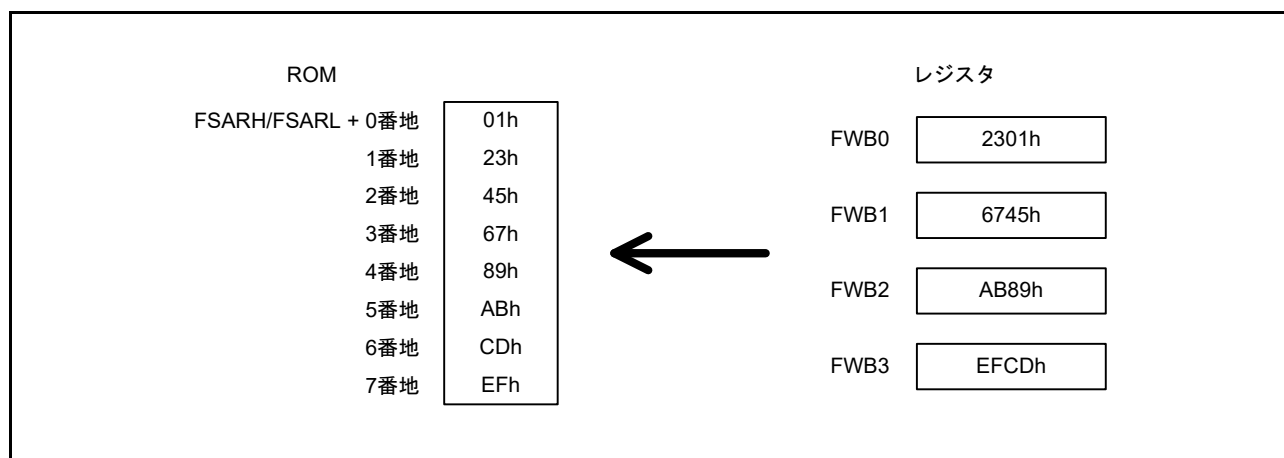 ROM
レジスタ
FSARH/FSARL + 0番地 01h
1番地 23h
2番地 45h
3番地 67h
4番地 89h
5番地 ABh
6番地 CDh
7番地 EFh
FWB0 2301h
FWB1 6745h
FWB2 AB89h
FWB3 EFCDh